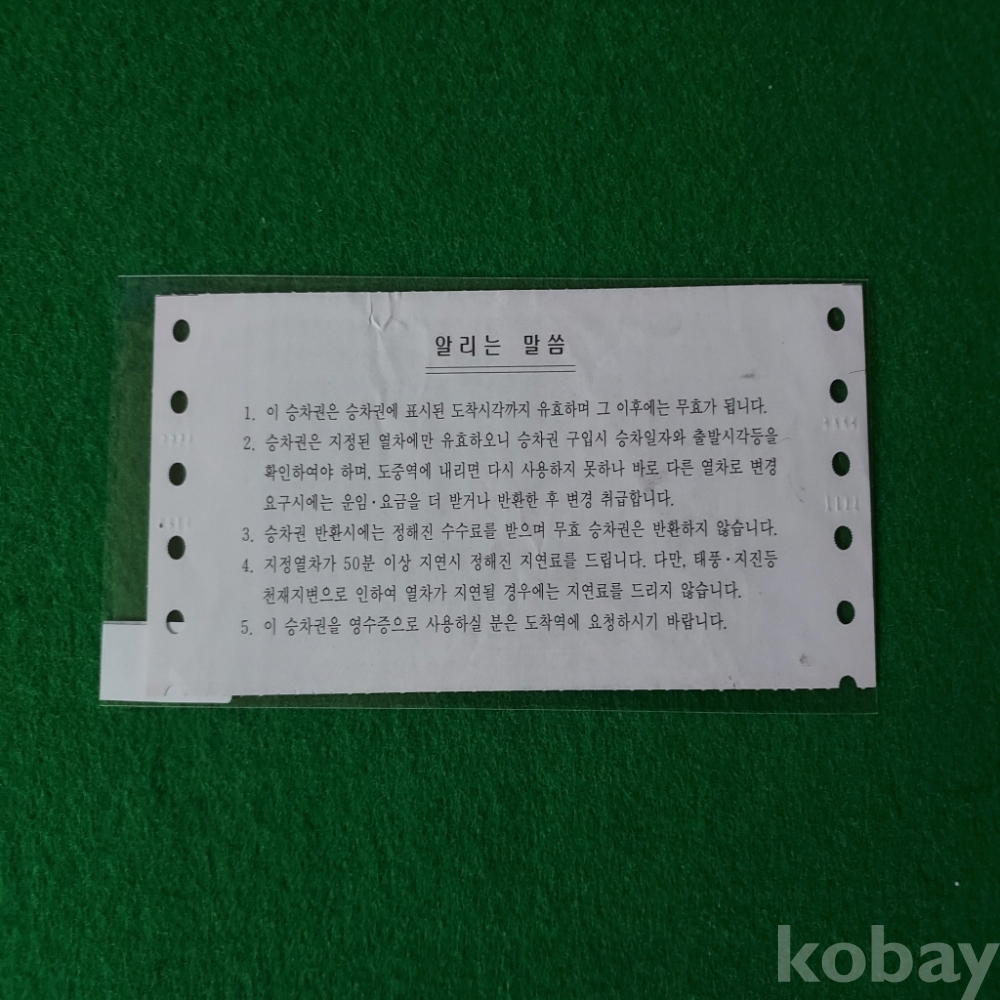 알리는 말씀
1. 이 승차권은 승차권에 표시된 도착시각까지 유효하며 그 이후에는 무효가 됩니다.
2. 승차권은 지정된 열차에만 유효하오니 승차권 구입시 승차일자와 출발시각등을
확인하여야 하며, 도중역에 내리면 다시 사용하지 못하나 바로 다른 열차로 변경
요구시에는 운임·요금을 더 받거나 반환한 후 변경 취급합니다.
3. 승차권 반환시에는 정해진 수수료를 받으며 무효 승차권은 반환하지 않습니다.
4. 지정열차가 50분 이상 지연시 정해진 지연료를 드립니다. 다만, 태풍·지진등
천재지변으로 인하여 열차가 지연될 경우에는 지연료를 드리지 않습니다.
5. 이 승차권을 영수증으로 사용하실 분은 도착역에 요청하시기 바랍니다.
kobay